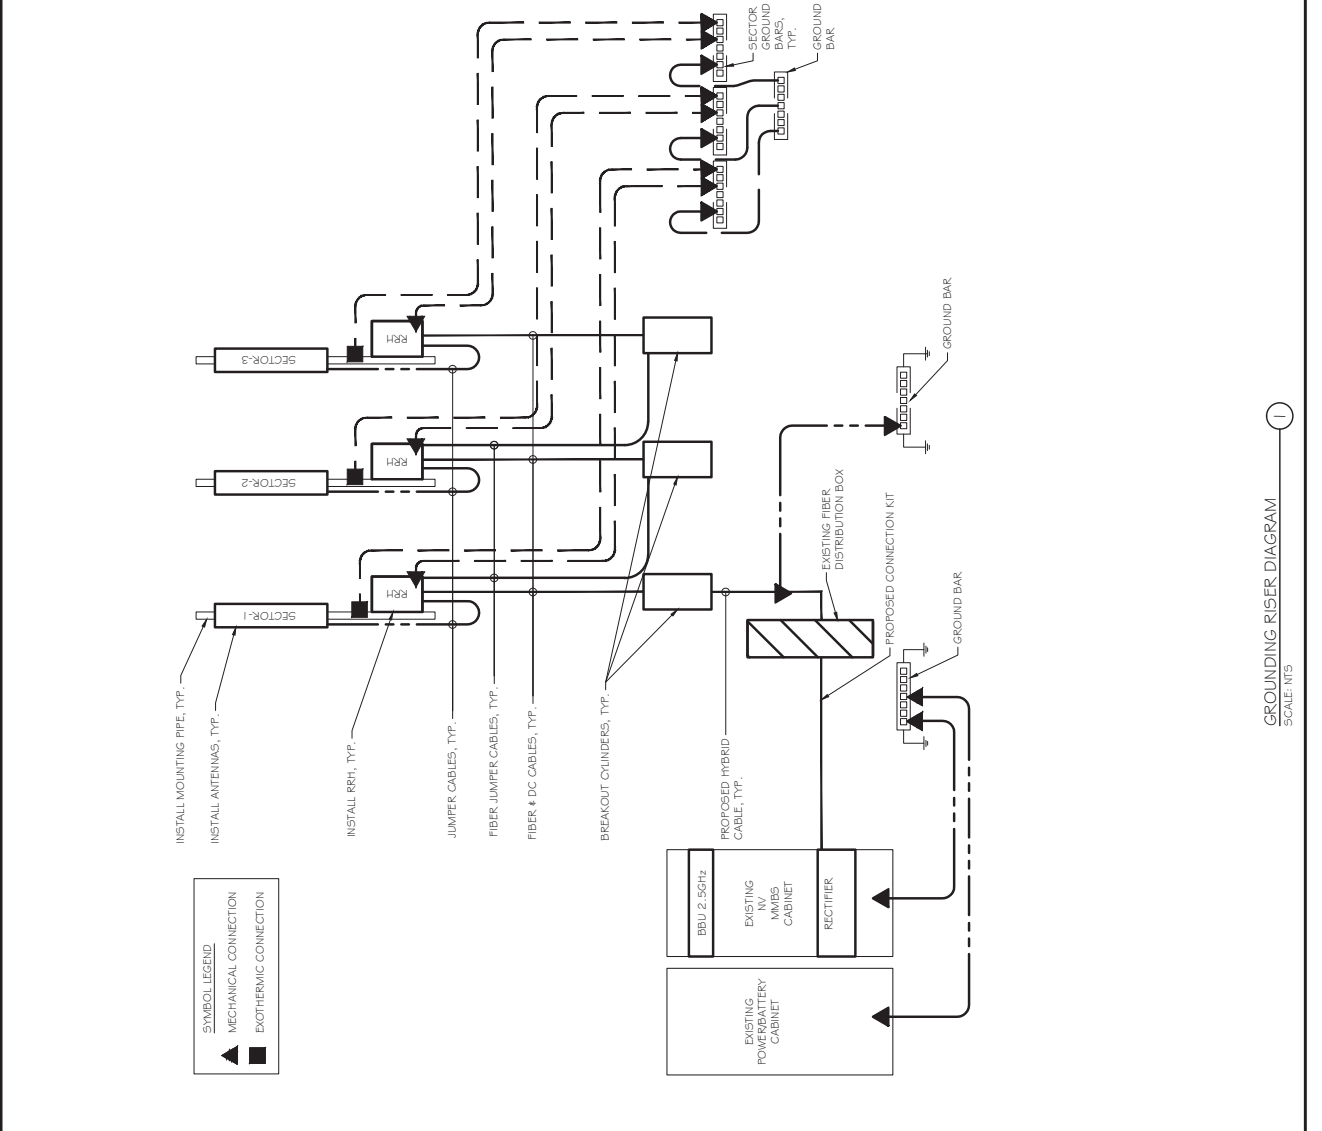 SECTOR
GROUND
BARS,
TYP.
GROUND
BAR
SECTOR-3
RRH
SECTOR-2
RRH
SECTOR-1
RRH
GROUND BAR
EXISTING FIBER
DISTRIBUTION BOX
PROPOSED CONNECTION KIT
GROUND BAR
INSTALL MOUNTING PIPE, TYP.
INSTALL ANTENNAS, TYP.
INSTALL RRH, TYP.
JUMPER CABLES, TYP.
FIBER JUMPER CABLES, TYP.
FIBER & DC CABLES, TYP.
BREAKOUT CYLINDERS, TYP.
PROPOSED HYBRID
CABLE, TYP.
SYMBOL LEGEND
MECHANICAL CONNECTION
EXOTHERMIC CONNECTION
BBU 2.5GHz
EXISTING
NV
MMBS
CABINET
RECTIFIER
EXISTING
POWER/BATTERY
CABINET
GROUNDING RISER DIAGRAM
SCALE: NTS
1